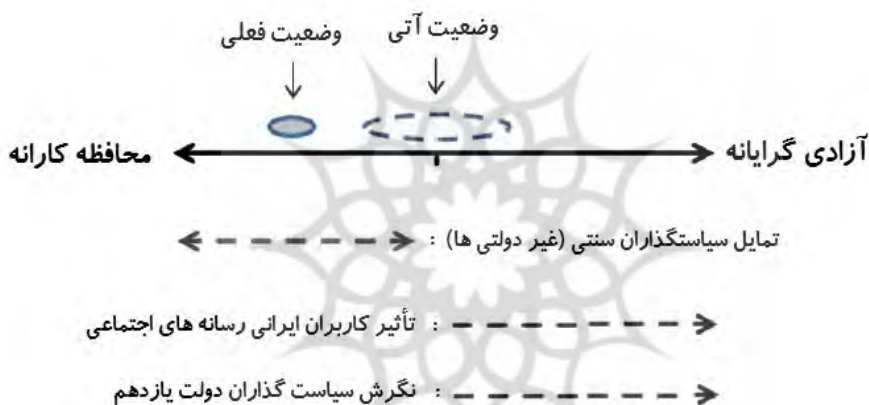 وضعیت آتی
وضعیت فعلی
آزادی گرایانه
محافظه کارانه
تمایل سیاستگذاران سنتی (غیر دولتی ها) :
تأثیر کاربران ایرانی رسانه های اجتماعی :
نگرش سیاست گذاران دولت یازدهم :